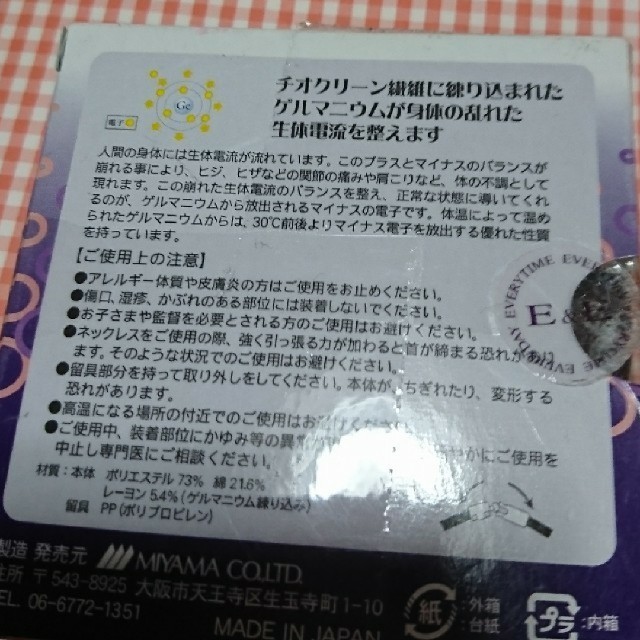 Ge
電子
チオクリーン繊維に練り込まれた
ゲルマニウムが身体の乱れた
生体電流を整えます
人間の身体には生体電流が流れています。このプラスとマイナスのバランスが
崩れる事により、ヒジ、ヒザなどの関節の痛みや肩こりなど、体の不調として
現れます。この崩れた生体電流のバランスを整え、正常な状態に導いてくれ
るのが、ゲルマニウムから放出されるマイナスの電子です。体温によって温め
られたゲルマニウムからは、30℃前後よりマイナス電子を放出する優れた性質
を持っています。
【ご使用上の注意】
●アレルギー体質や皮膚炎の方はご使用をお止めください。
●傷口、湿疹、かぶれのある部位には装着しないでください。
●お子さまや監督を必要とされる方のご使用はお避けください。
●ネックレスをご使用の際、強く引っ張る力が加わると首が締まる恐れがあり
ます。そのような状況でのご使用はお避けください。
●留具部分を持って取り外しをしてください。本体が、ちぎれたり、変形する
恐れがあります。
●高温になる場所の付近でのご使用はお避けください。
●ご使用中、装着部位にかゆみ等の異常 やかにご使用を
中止し専門医にご相談ください。
材質:本体 ポリエステル 73% 綿 21.6%
レーヨン 5.4%(ゲルマニウム練り込み)
留具 PP(ポリプロピレン)
EVERYTIME EVERYDAY
E &
製造 発売元 MIYAMA CO.LTD.
住所 〒543-8925 大阪市天王寺区生玉寺町1-10
TEL. 06-6772-1351
MADE IN JAPAN
紙 :外箱 台紙
プラ :内箱